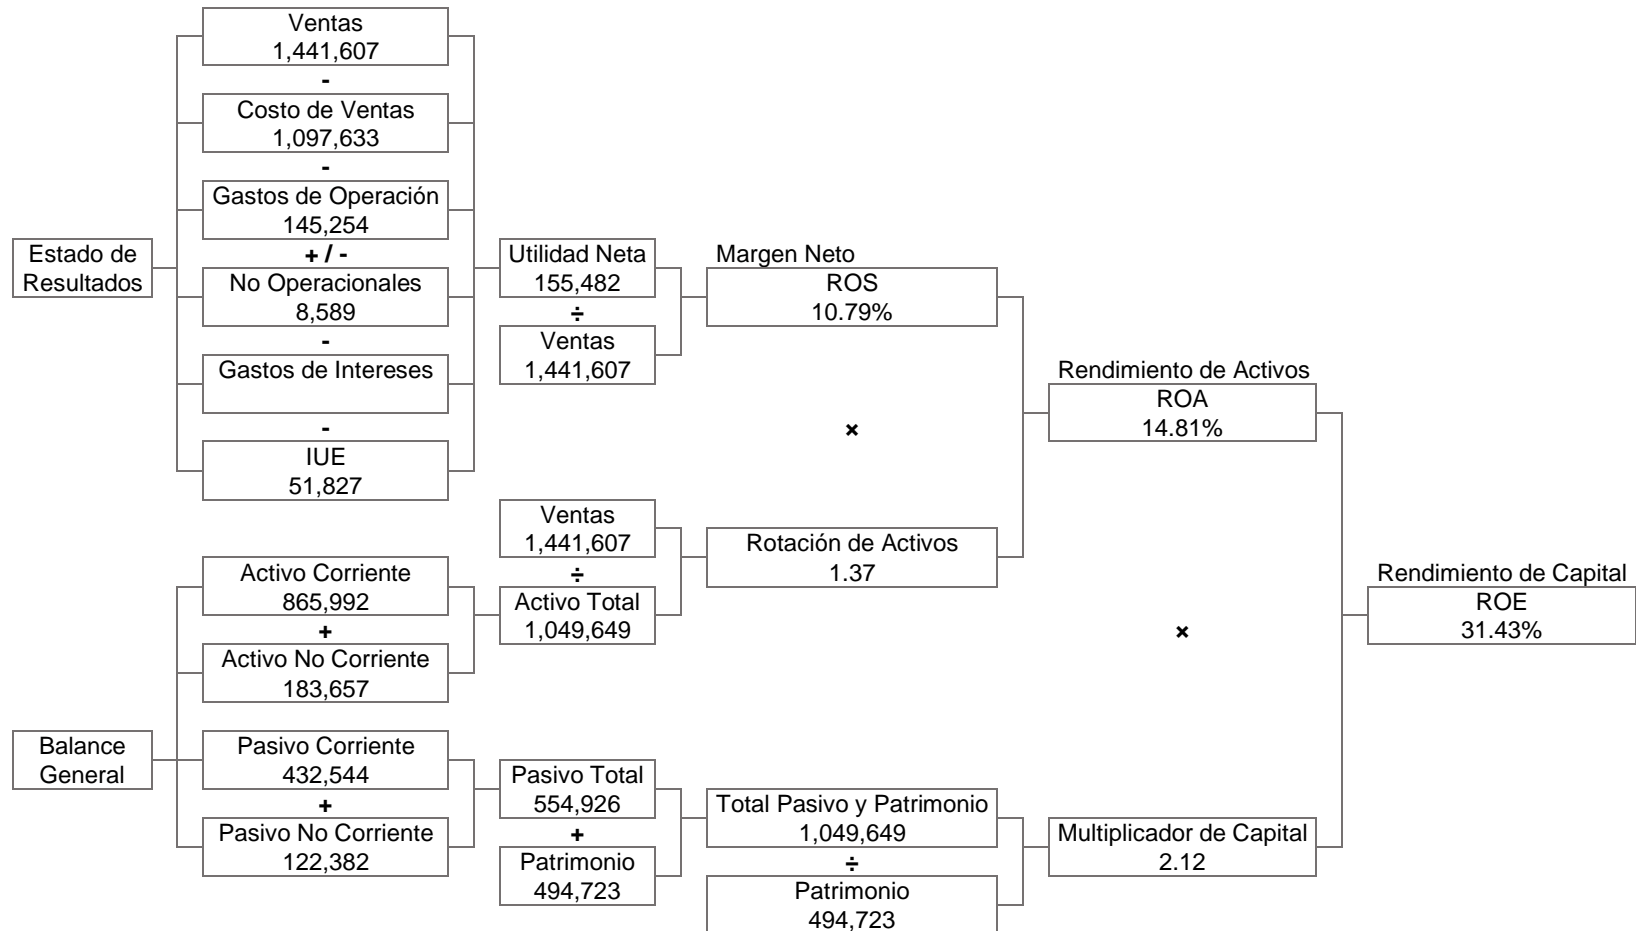 Ventas
1,441,607
-
Costo de Ventas
1,097,633
-
Gastos de Operación
145,254
+ / -
No Operacionales
8,589
-
Gastos de Intereses
-
IUE
51,827
Estado de
Resultados
Utilidad Neta
155,482
÷
Ventas
1,441,607
Margen Neto
ROS
10.79%
×
Ventas
1,441,607
÷
Activo Total
1,049,649
Rotación de Activos
1.37
Rendimiento de Activos
ROA
14.81%
×
Rendimiento de Capital
ROE
31.43%
Activo Corriente
865,992
+
Activo No Corriente
183,657
Balance
General
Pasivo Corriente
432,544
+
Pasivo No Corriente
122,382
Pasivo Total
554,926
+
Patrimonio
494,723
Total Pasivo y Patrimonio
1,049,649
÷
Patrimonio
494,723
Multiplicador de Capital
2.12